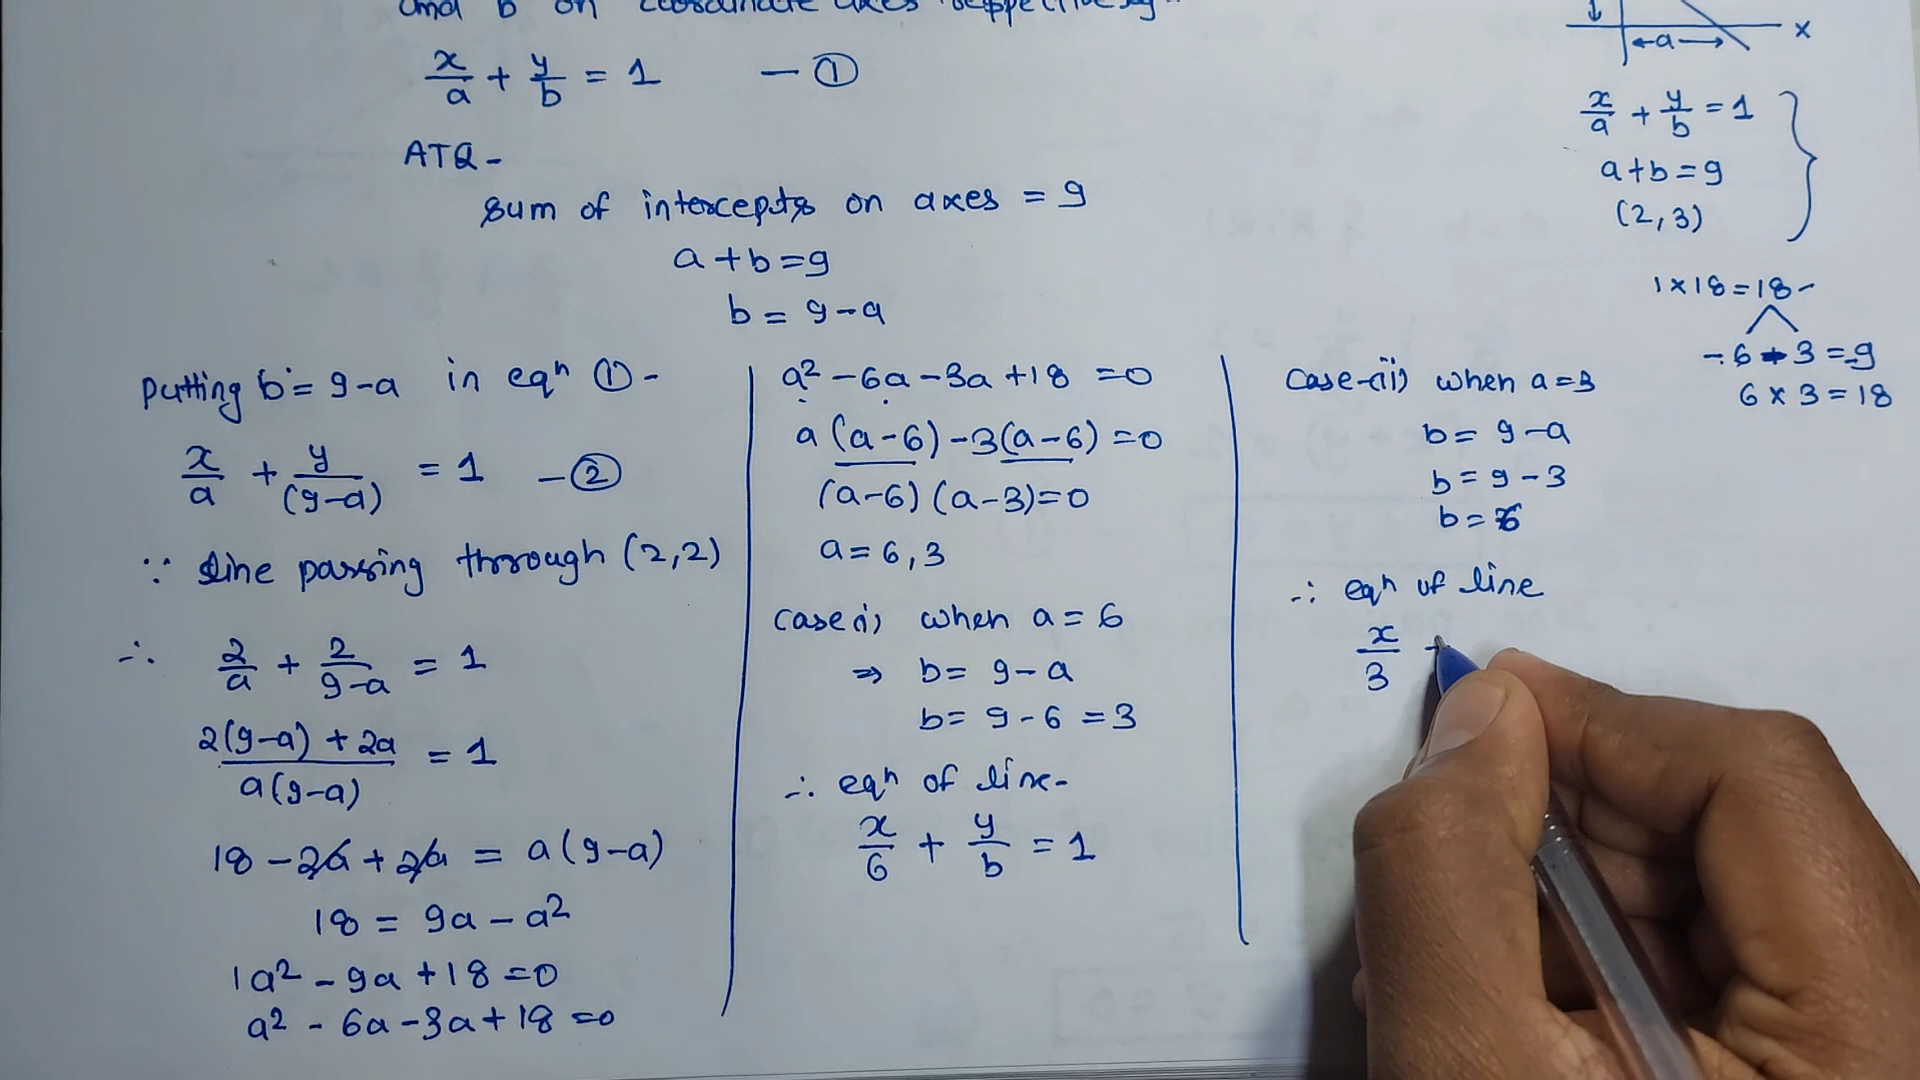 and b on coordinate axes
x/a + y/b = 1 — ①
ATQ -
sum of intercepts on axes = 9
a + b = 9
b = 9 - a
putting b = 9 - a in eqⁿ ① -
x/a + y/(9-a) = 1 - ②
∵ line passing through (2,2)
∴ 2/a + 2/9-a = 1
2(9-a) + 2a / a(9-a) = 1
18 - 2a + 2a = a(9-a)
18 = 9a - a²
1a² - 9a + 18 = 0
a² - 6a - 3a + 18 = 0
a² - 6a - 3a + 18 = 0
a(a-6) - 3(a-6) = 0
(a-6)(a-3) = 0
a = 6, 3
case (i) when a = 6
⇒ b = 9 - a
b = 9 - 6 = 3
∴ eqⁿ of line -
x/6 + y/b = 1
case-(ii) when a = 3
b = 9 - a
b = 9 - 3
b = 6
∴ eqⁿ of line
x/3 +
x
←a→
x/a + y/b = 1
a + b = 9
(2,3)
1 × 18 = 18 -
- 6 - 3 = -9
6 × 3 = 18